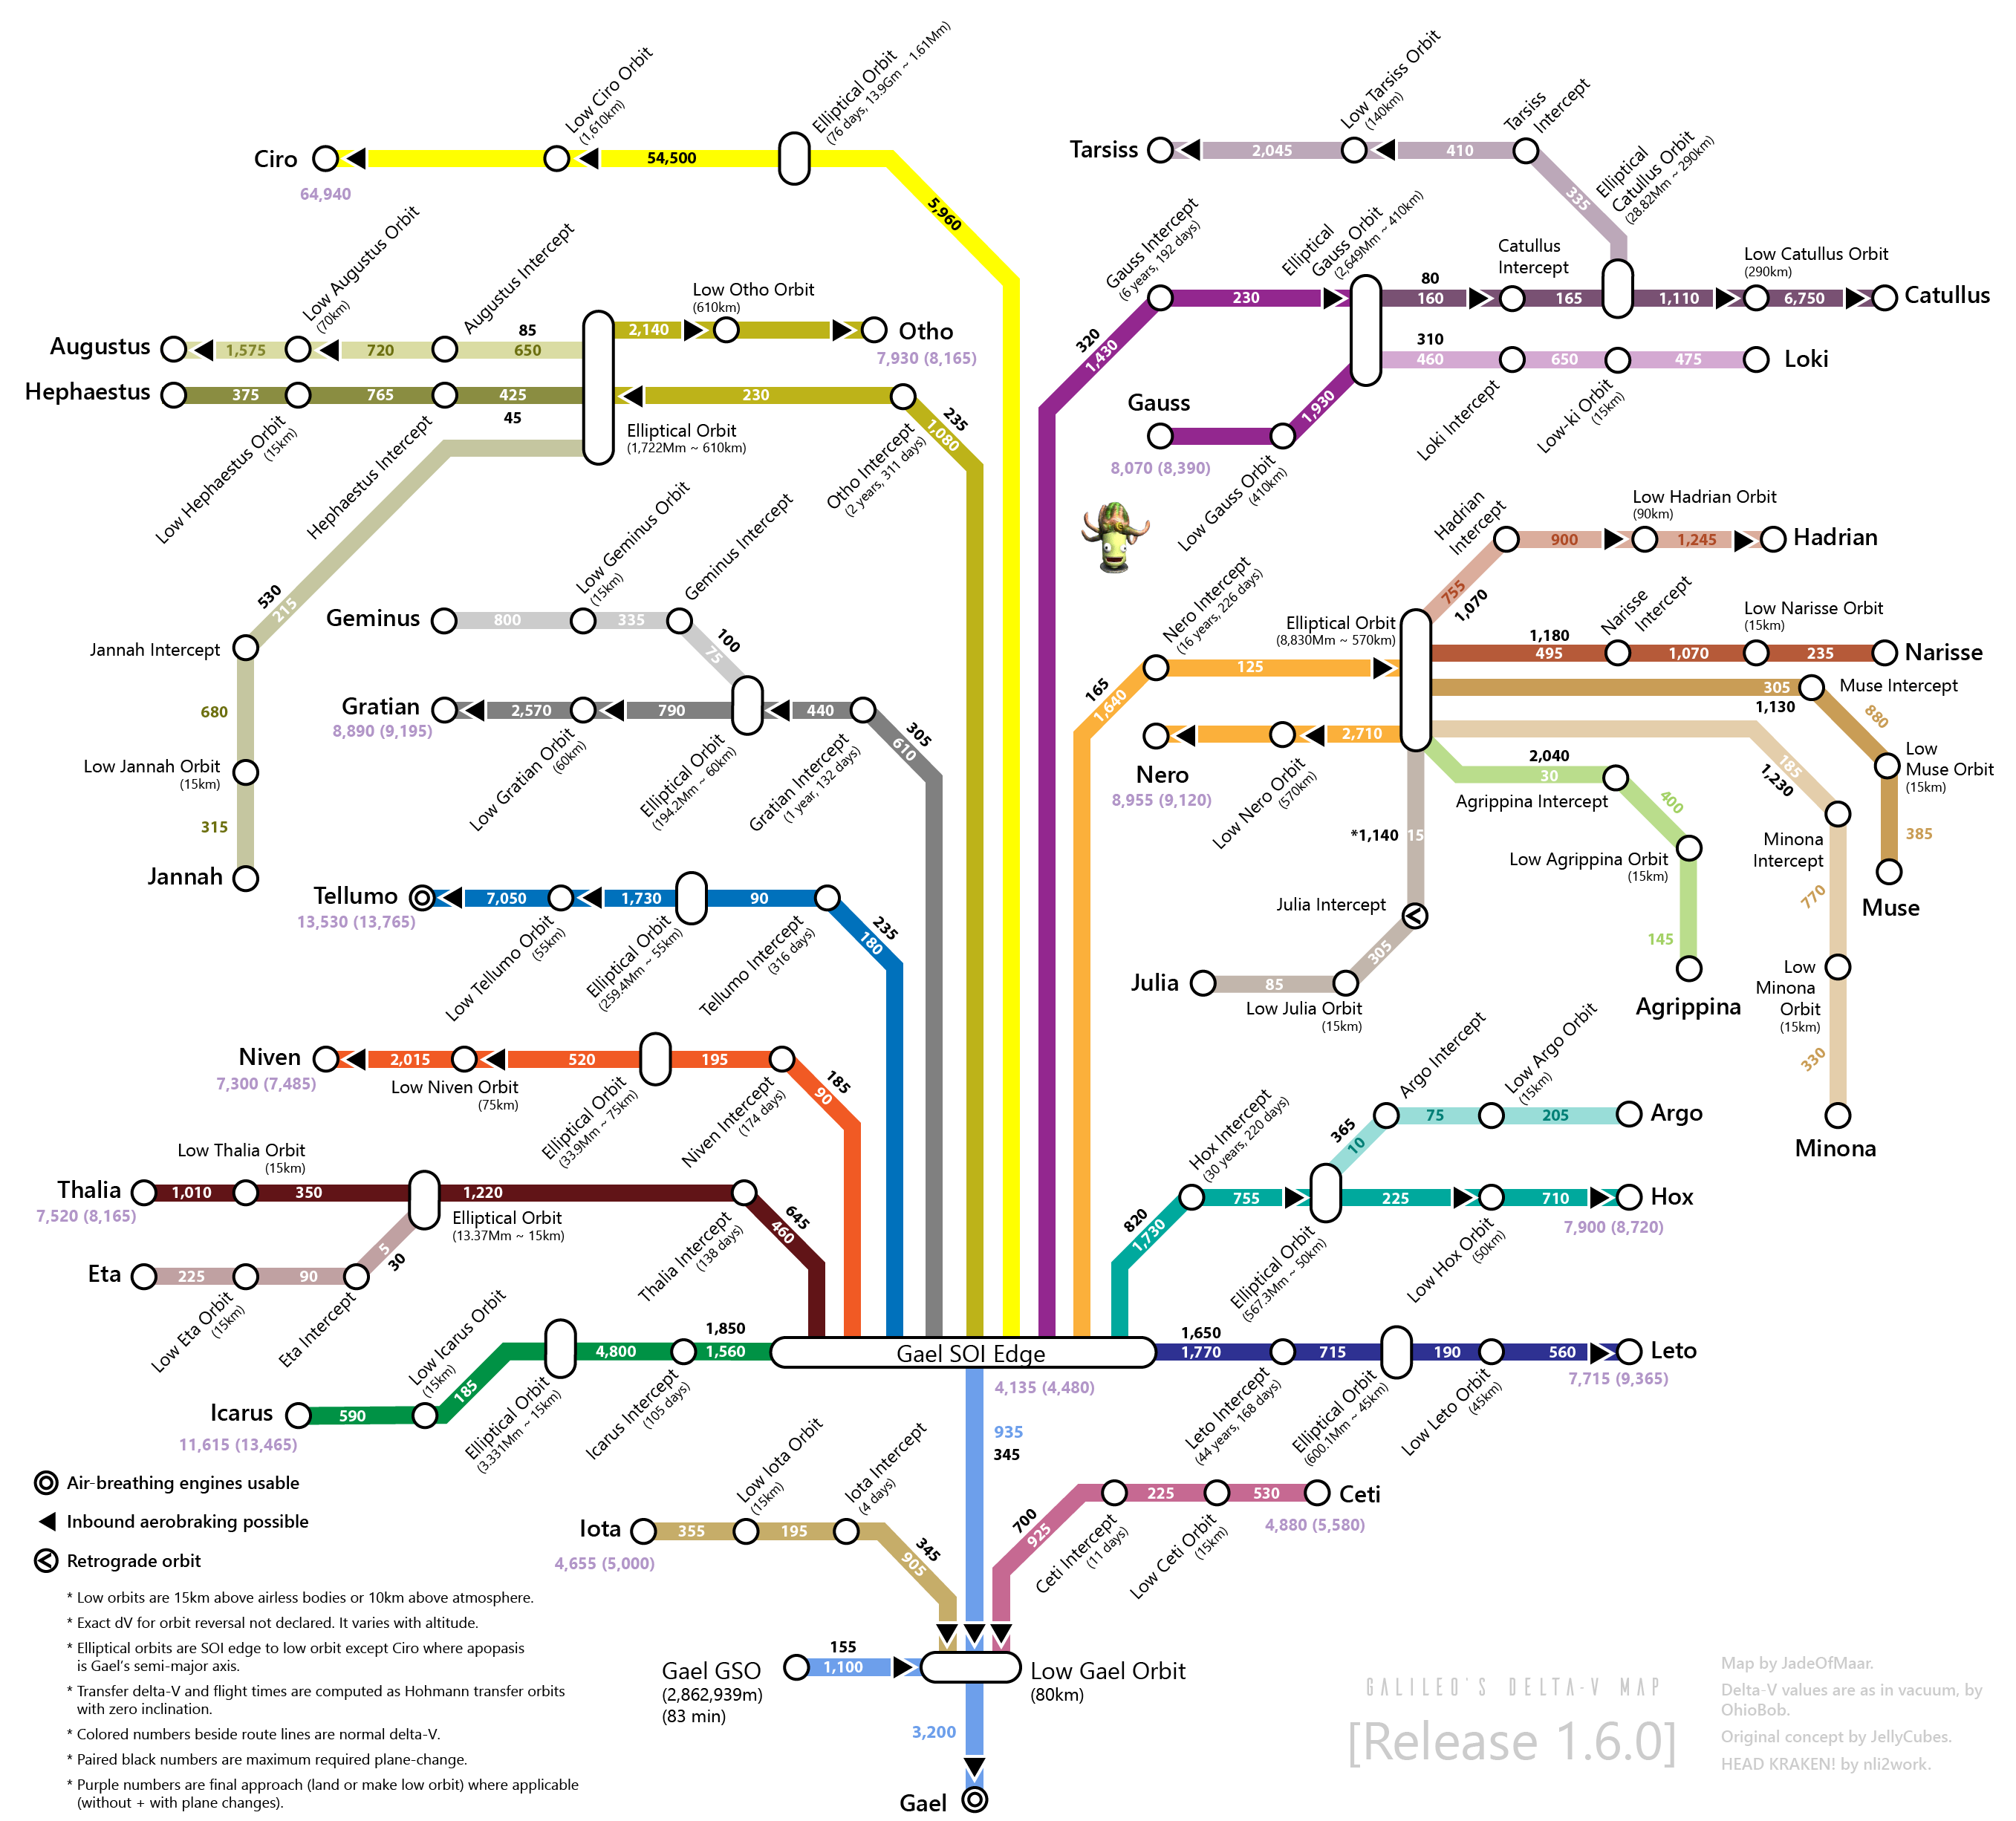 Ciro
64,940
Low Ciro Orbit
(1,610km)
54,500
Elliptical Orbit
(76 days, 13.9Gm ~ 1.61Mm)
5,960
Tarsiss
2,045
Low Tarsiss Orbit
(140km)
410
Tarsiss
Intercept
335
Elliptical
Catullus Orbit
(28.82Mm ~ 290km)
Augustus
1,575
Low Augustus Orbit
(70km)
720
Augustus Intercept
85
650
2,140
Low Otho Orbit
(610km)
Otho
7,930 (8,165)
Hephaestus
375
Low Hephaestus Orbit
(15km)
765
Hephaestus Intercept
425
45
Elliptical Orbit
(1,722Mm ~ 610km)
230
Otho Intercept
(2 years, 311 days)
235
1,080
530
215
Jannah Intercept
680
Low Jannah Orbit
(15km)
315
Jannah
Gauss Intercept
(6 years, 192 days)
320
1,430
230
Elliptical
Gauss Orbit
(2,649Mm ~ 410km)
80
160
Catullus
Intercept
165
1,110
Low Catullus Orbit
(290km)
6,750
Catullus
310
460
Loki Intercept
650
Low-ki Orbit
(15km)
475
Loki
Gauss
8,070 (8,390)
1,930
Low Gauss Orbit
(410km)
Geminus
800
Low Geminus Orbit
(15km)
335
Geminus Intercept
100
75
Gratian
8,890 (9,195)
2,570
Low Gratian Orbit
(60km)
790
Elliptical Orbit
(194.2Mm ~ 60km)
440
Gratian Intercept
(1 year, 132 days)
305
610
Nero Intercept
(16 years, 226 days)
165
1,640
125
Elliptical Orbit
(8,830Mm ~ 570km)
Nero
8,955 (9,120)
Low Nero Orbit
(570km)
2,710
Hadrian
Intercept
755
1,070
900
Low Hadrian Orbit
(90km)
1,245
Hadrian
1,180
495
Narisse
Intercept
1,070
Low Narisse Orbit
(15km)
235
Narisse
305
1,130
Muse Intercept
880
Low
Muse Orbit
(15km)
385
Muse
185
1,230
Minona
Intercept
770
Low
Minona
Orbit
(15km)
330
Minona
2,040
30
Agrippina Intercept
400
Low Agrippina Orbit
(15km)
145
Agrippina
*1,140
15
Julia Intercept
305
Low Julia Orbit
(15km)
85
Julia
Tellumo
13,530 (13,765)
7,050
Low Tellumo Orbit
(55km)
1,730
Elliptical Orbit
(259.4Mm ~ 55km)
90
Tellumo Intercept
(316 days)
235
180
Niven
7,300 (7,485)
2,015
Low Niven Orbit
(75km)
520
Elliptical Orbit
(33.9Mm ~ 75km)
195
Niven Intercept
(174 days)
185
90
Thalia
7,520 (8,165)
1,010
Low Thalia Orbit
(15km)
350
Elliptical Orbit
(13.37Mm ~ 15km)
1,220
Thalia Intercept
(138 days)
645
460
Eta
225
Low Eta Orbit
(15km)
90
Eta Intercept
5
30
Hox Intercept
(30 years, 220 days)
820
1,730
755
Elliptical Orbit
(567.3Mm ~ 50km)
365
10
Argo Intercept
75
Low Argo Orbit
(15km)
205
Argo
225
Low Hox Orbit
(50km)
710
Hox
7,900 (8,720)
Icarus
11,615 (13,465)
590
Low Icarus Orbit
(15km)
185
Elliptical Orbit
(3.331Mm ~ 15km)
4,800
Icarus Intercept
(105 days)
1,850
1,560
Gael SOI Edge
4,135 (4,480)
1,650
1,770
Leto Intercept
(44 years, 168 days)
715
Elliptical Orbit
(600.1Mm ~ 45km)
190
Low Leto Orbit
(45km)
560
Leto
7,715 (9,365)
935
345
Iota
4,655 (5,000)
355
Low Iota Orbit
(15km)
195
Iota Intercept
(4 days)
345
905
700
925
Ceti Intercept
(11 days)
225
Low Ceti Orbit
(15km)
530
Ceti
4,880 (5,580)
Gael GSO
(2,862,939m)
(83 min)
155
1,100
Low Gael Orbit
(80km)
3,200
Gael
Air-breathing engines usable
Inbound aerobraking possible
Retrograde orbit
* Low orbits are 15km above airless bodies or 10km above atmosphere.
* Exact dV for orbit reversal not declared. It varies with altitude.
* Elliptical orbits are SOI edge to low orbit except Ciro where apopasis
is Gael's semi-major axis.
* Transfer delta-V and flight times are computed as Hohmann transfer orbits
with zero inclination.
* Colored numbers beside route lines are normal delta-V.
* Paired black numbers are maximum required plane-change.
* Purple numbers are final approach (land or make low orbit) where applicable
(without + with plane changes).
GALILEO'S DELTA-V MAP
[Release 1.6.0]
Map by JadeOfMaar.
Delta-V values are as in vacuum, by
OhioBob.
Original concept by JellyCubes.
HEAD KRAKEN! by nli2work.